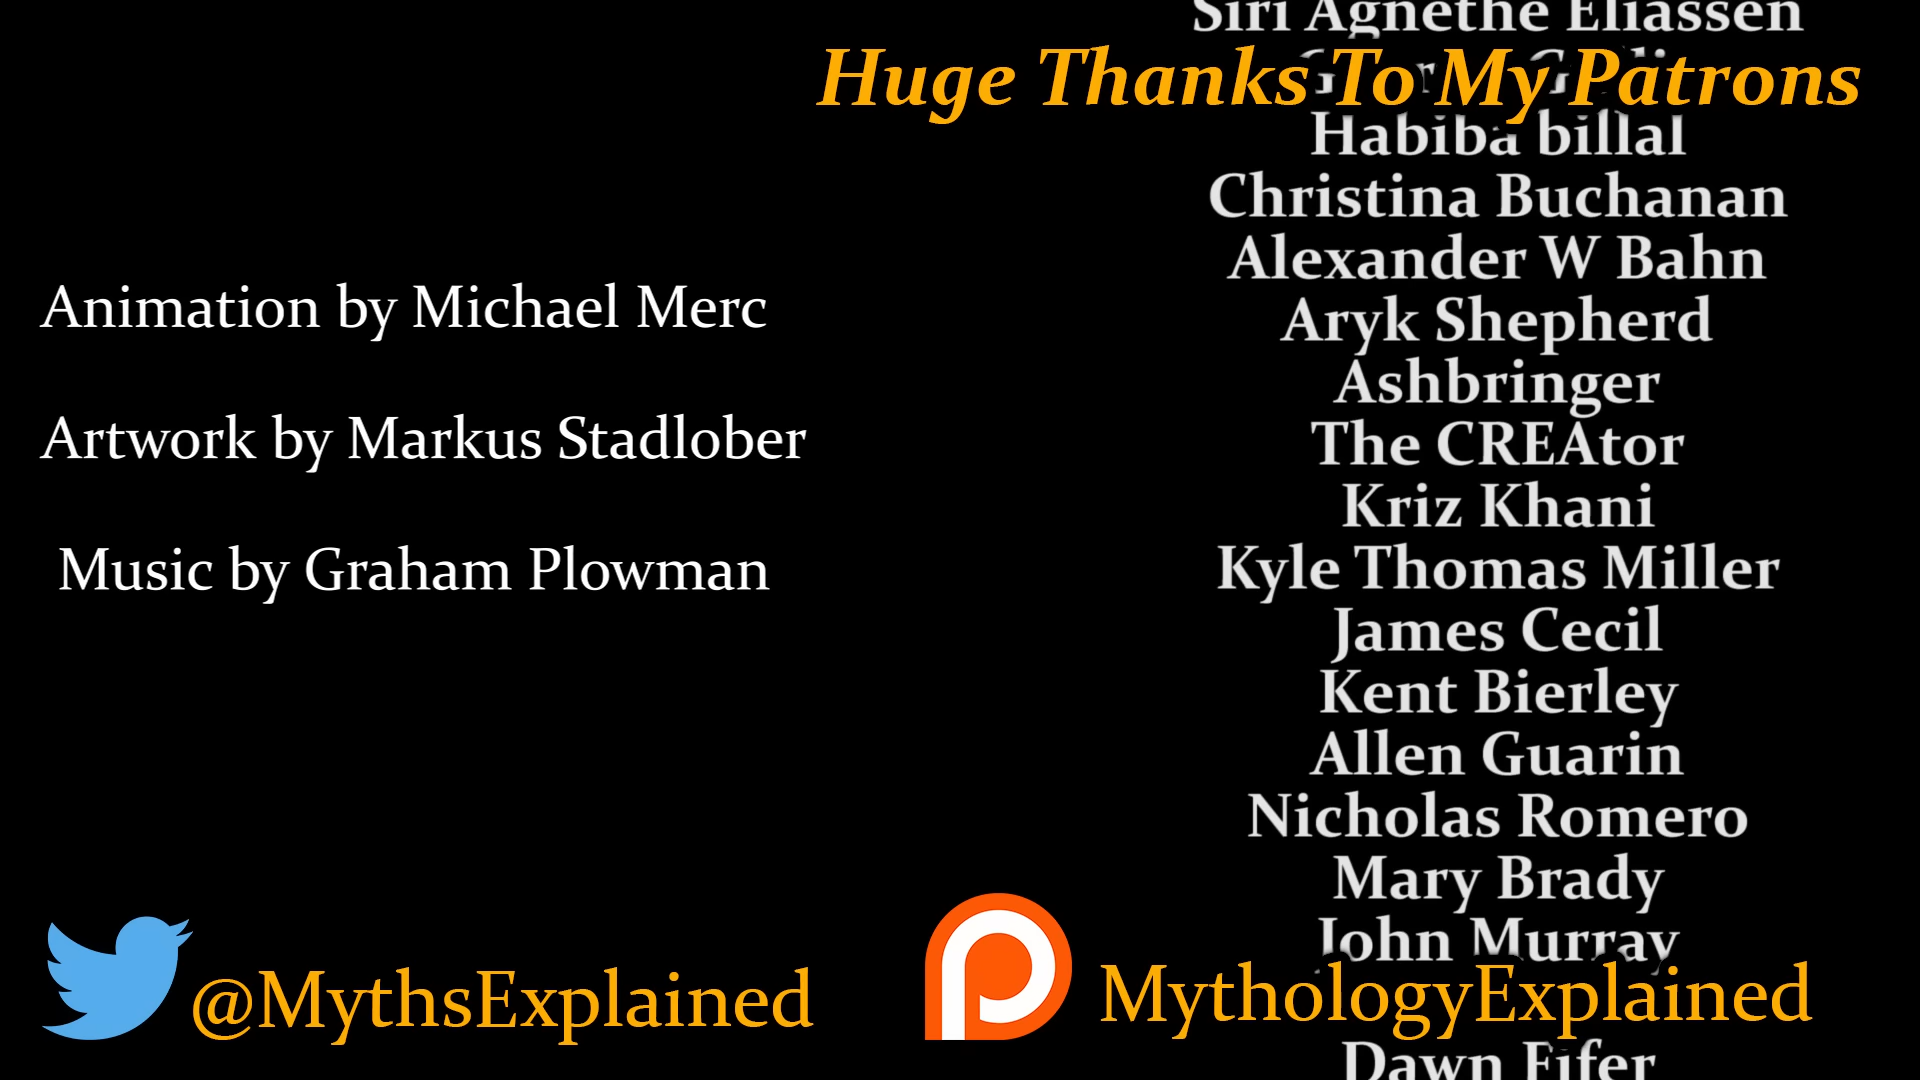 Siri Agnethe Eliassen
Huge Thanks To My Patrons
Habiba billal
Christina Buchanan
Alexander W Bahn
Aryk Shepherd
Ashbringer
The CREAtor
Kriz Khani
Kyle Thomas Miller
James Cecil
Kent Bierley
Allen Guarin
Nicholas Romero
Mary Brady
John Murray
Dawn Fifer
Animation by Michael Merc
Artwork by Markus Stadlober
Music by Graham Plowman
@MythsExplained
MythologyExplained